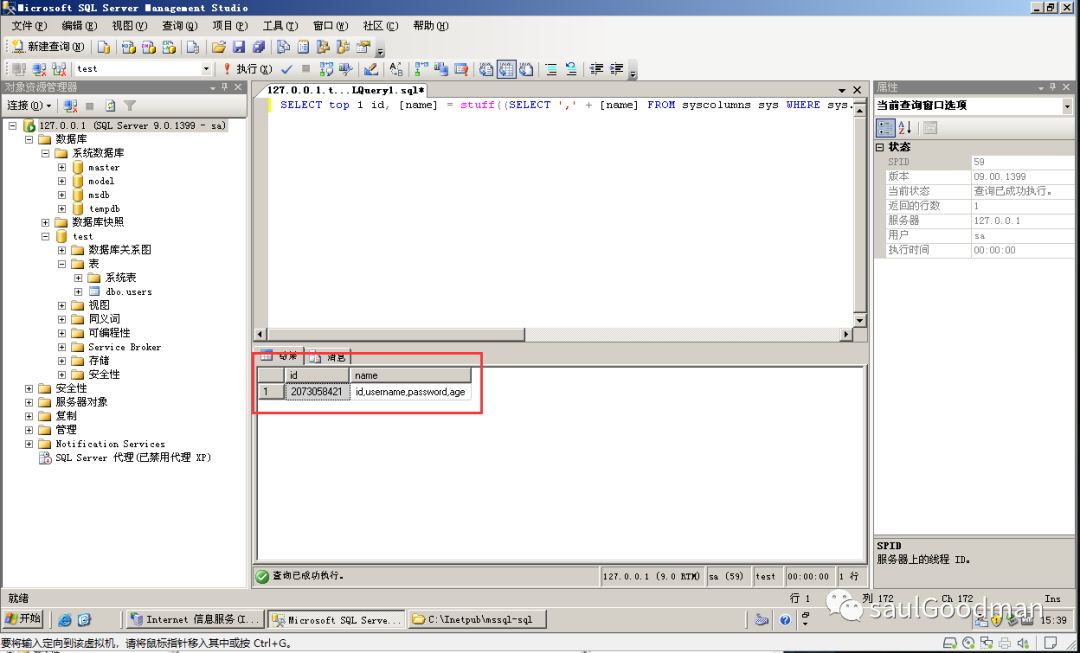 Microsoft SQL Server Management Studio
文件(F) 编辑(E) 视图(V) 查询(Q) 项目(P) 工具(T) 窗口(W) 社区(C) 帮助(H)
新建查询(N)
test 执行(X)
对象资源管理器
连接(O)
127.0.0.1 (SQL Server 9.0.1399 - sa)
数据库
系统数据库
master
model
msdb
tempdb
数据库快照
test
数据库关系图
表
系统表
dbo.users
视图
同义词
可编程性
Service Broker
存储
安全性
安全性
服务器对象
复制
管理
Notification Services
SQL Server 代理(已禁用代理 XP)
127.0.0.1.t...LQuery1.sql*
SELECT top 1 id, [name] = stuff((SELECT ',' + [name] FROM syscolumns sys WHERE sys.
结果 消息
id name
1 2073058421 id,username,password,age
查询已成功执行。 127.0.0.1 (9.0 RTM) sa (59) test 00:00:00 1 行
属性
当前查询窗口选项
状态
SPID 59
版本 09.00.1399
当前状态 查询已成功执行。
返回的行数 1
服务器 127.0.0.1
用户 sa
执行时间 00:00:00
SPID
服务器上的线程 ID。
就绪 行 1 列 172 Ch 172 Ins
开始 Internet 信息服务(I... Microsoft SQL Serve... C:\Inetpub\mssql-sql 15:39
saulGoodman
要将输入定向到该虚拟机，请将鼠标指针移入其中或按 Ctrl+G。